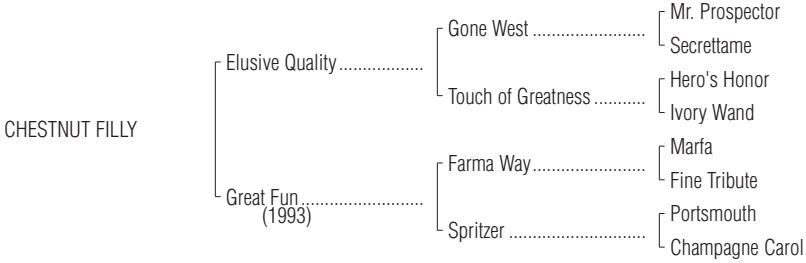 Mr. Prospector
Gone West ........................
Secrettame
Elusive Quality..................
Hero's Honor
Touch of Greatness ...........
Ivory Wand
CHESTNUT FILLY
Marfa
Farma Way........................
Fine Tribute
Great Fun..........................
(1993)
Portsmouth
Spritzer .............................
Champagne Carol